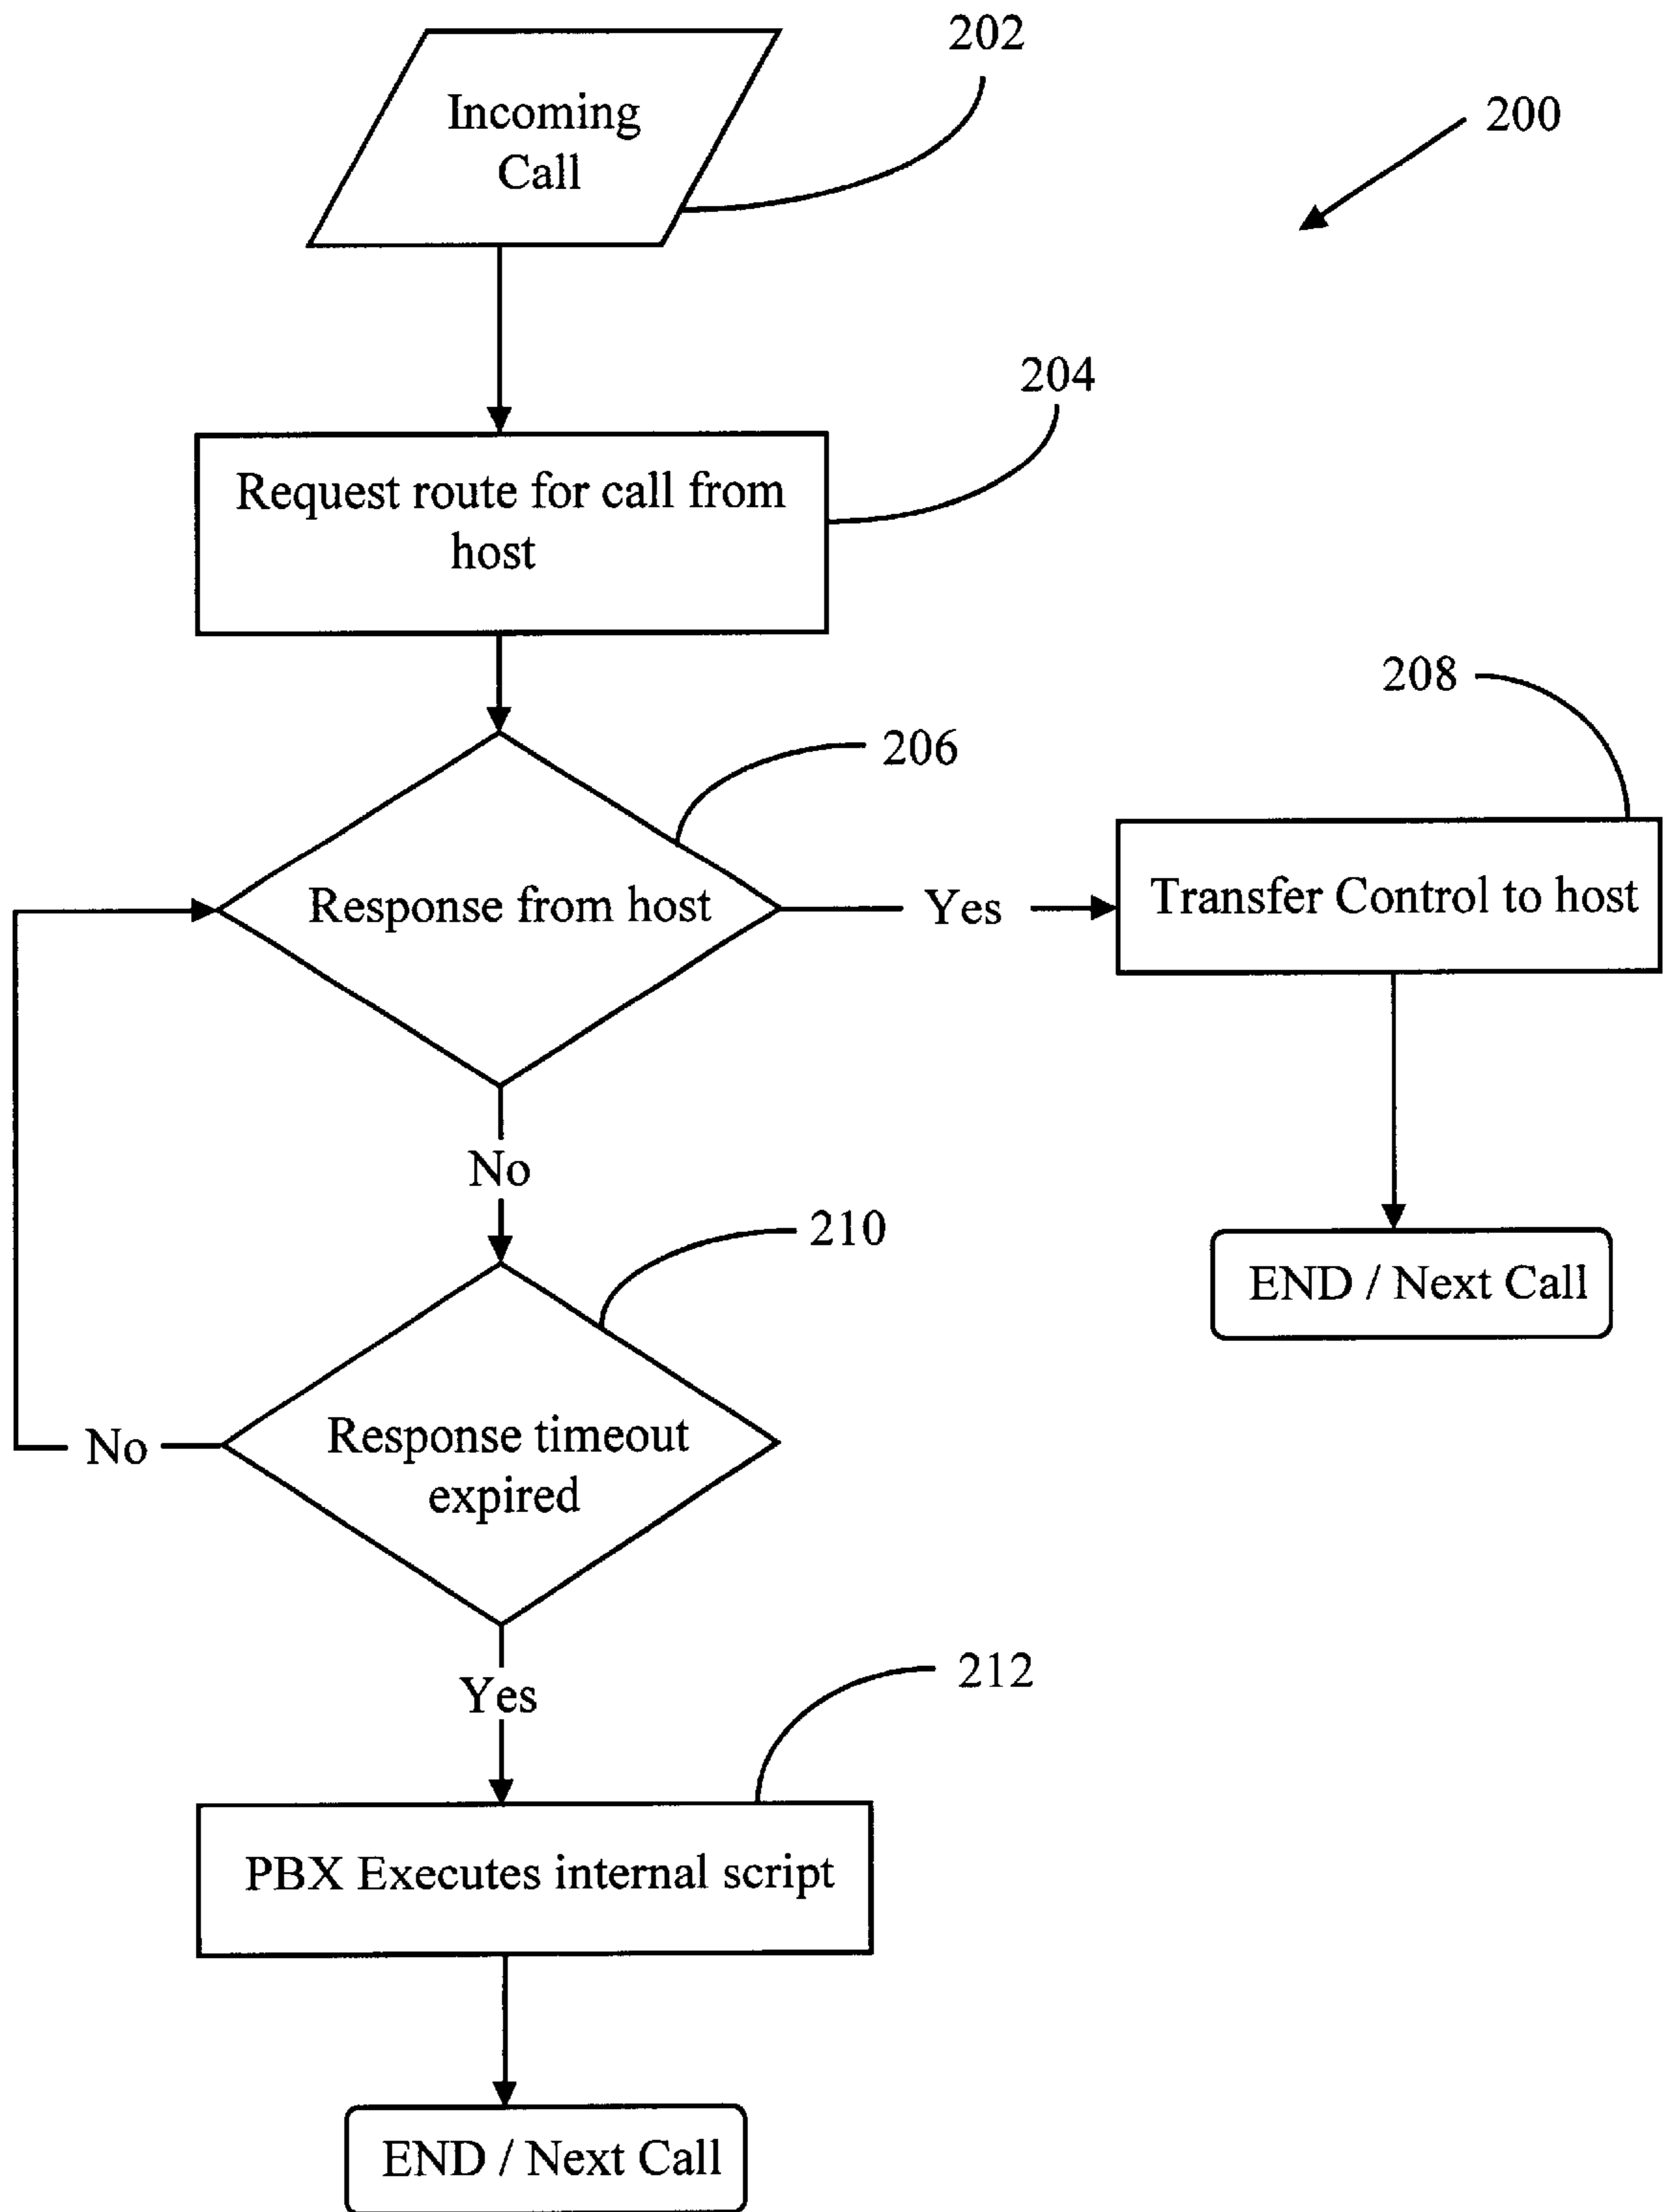 202
200
Incoming
Call
204
Request route for call from
host
208
206
Response from host
Yes
Transfer Control to host
No
210
END / Next Call
Response timeout
expired
No
Yes
212
PBX Executes internal script
END / Next Call